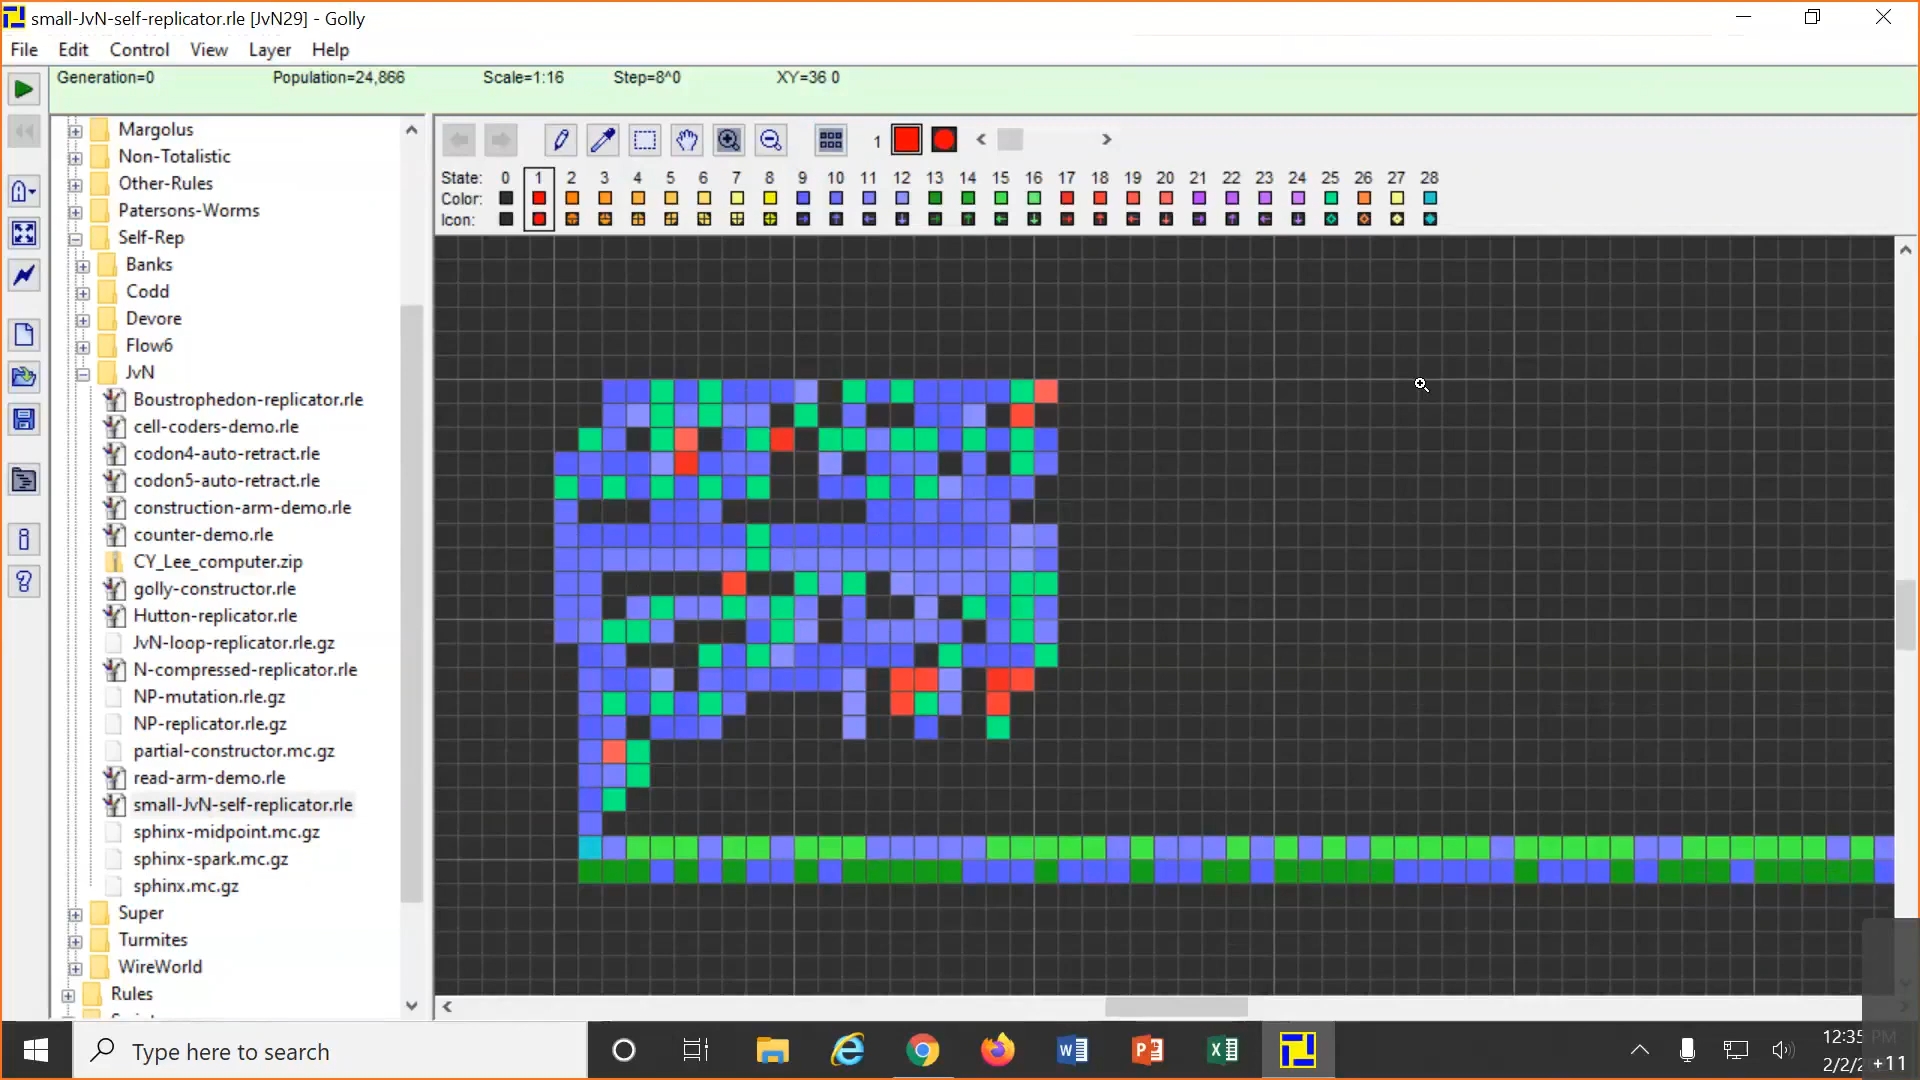 small-JvN-self-replicator.rle [JvN29] - Golly
File Edit Control View Layer Help
Generation=0 Population=24,866 Scale=1:16 Step=8^0 XY=36 0
Margolus
Non-Totalistic
Other-Rules
Patersons-Worms
Self-Rep
Banks
Codd
Devore
Flow6
JvN
Boustrophedon-replicator.rle
cell-coders-demo.rle
codon4-auto-retract.rle
codon5-auto-retract.rle
construction-arm-demo.rle
counter-demo.rle
CY_Lee_computer.zip
golly-constructor.rle
Hutton-replicator.rle
JvN-loop-replicator.rle.gz
N-compressed-replicator.rle
NP-mutation.rle.gz
NP-replicator.rle.gz
partial-constructor.mc.gz
read-arm-demo.rle
small-JvN-self-replicator.rle
sphinx-midpoint.mc.gz
sphinx-spark.mc.gz
sphinx.mc.gz
Super
Turmites
WireWorld
Rules
1
State: 0 1 2 3 4 5 6 7 8 9 10 11 12 13 14 15 16 17 18 19 20 21 22 23 24 25 26 27 28
Color:
Icon:
Type here to search
12:35 PM
2/2/2 +11